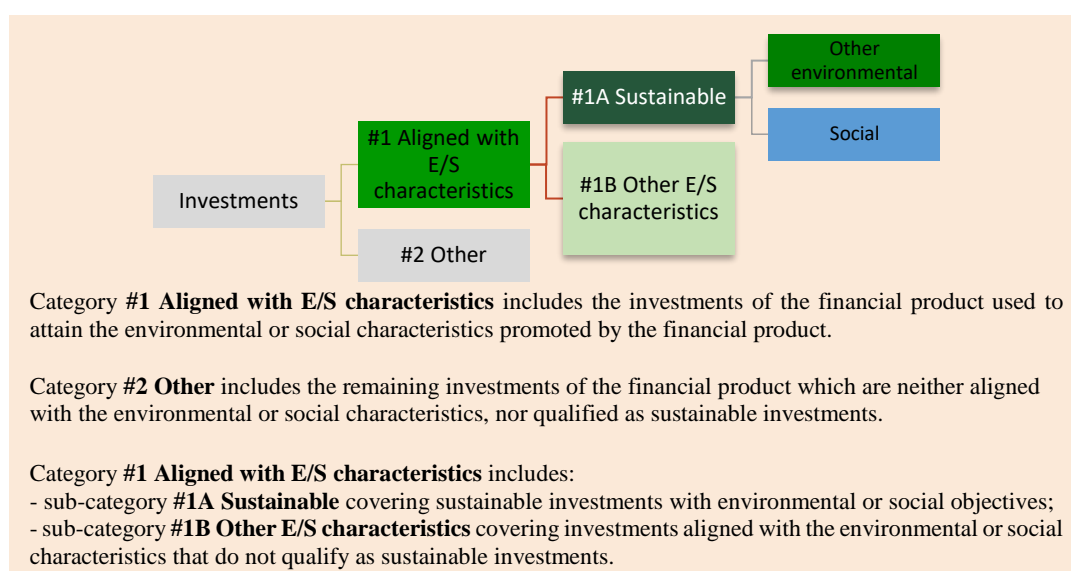 Other
environmental
#1A Sustainable
Social
#1 Aligned with
E/S
characteristics
#1B Other E/S
characteristics
Investments
#2 Other
Category #1 Aligned with E/S characteristics includes the investments of the financial product used to
attain the environmental or social characteristics promoted by the financial product.
Category #2 Other includes the remaining investments of the financial product which are neither aligned
with the environmental or social characteristics, nor qualified as sustainable investments.
Category #1 Aligned with E/S characteristics includes:
- sub-category #1A Sustainable covering sustainable investments with environmental or social objectives;
- sub-category #1B Other E/S characteristics covering investments aligned with the environmental or social
characteristics that do not qualify as sustainable investments.